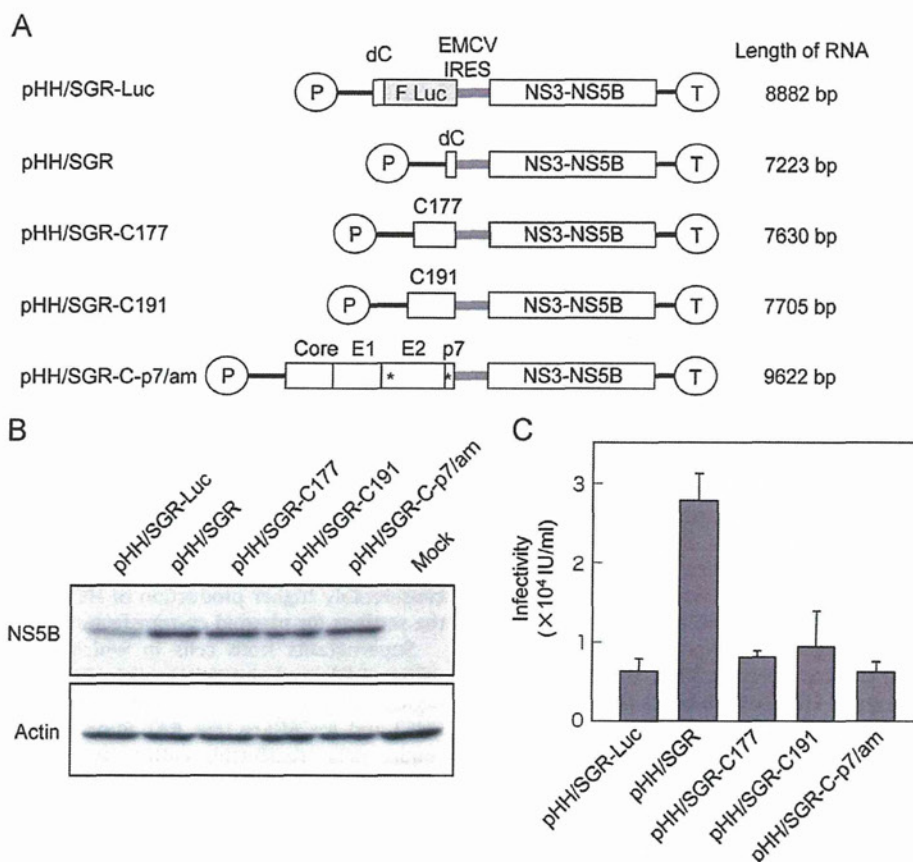 A
dC
EMCV
IRES
Length of RNA
pHH/SGR-Luc
P
F Luc
NS3-NS5B
T
8882 bp
dC
pHH/SGR
P
NS3-NS5B
T
7223 bp
C177
pHH/SGR-C177
P
NS3-NS5B
T
7630 bp
C191
pHH/SGR-C191
P
NS3-NS5B
T
7705 bp
Core E1 E2 p7
pHH/SGR-C-p7/am
P
* *
NS3-NS5B
T
9622 bp
B
pHH/SGR-Luc
pHH/SGR
pHH/SGR-C177
pHH/SGR-C191
pHH/SGR-C-p7/am
Mock
NS5B
Actin
C
Infectivity
(×10⁴ IU/ml)
3
2
1
0
pHH/SGR-Luc
pHH/SGR
pHH/SGR-C177
pHH/SGR-C191
pHH/SGR-C-p7/am